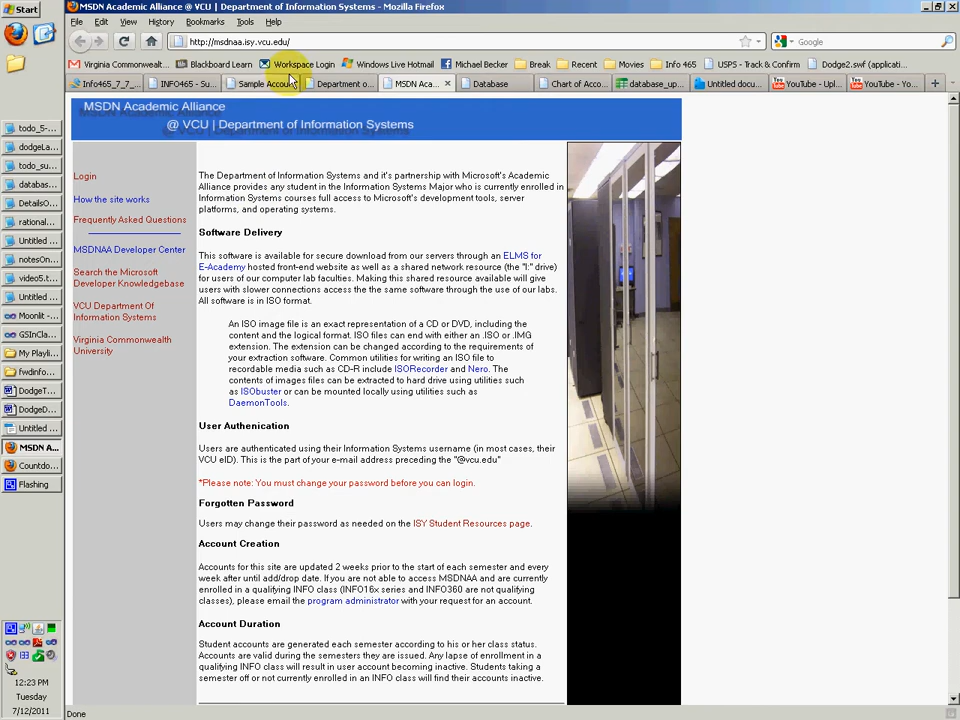 Start
MSDN Academic Alliance @ VCU | Department of Information Systems - Mozilla Firefox
File Edit View History Bookmarks Tools Help
http://msdnaa.isy.vcu.edu/
Google
Virginia Commonwealt... Blackboard Learn Workspace Login Windows Live Hotmail Michael Becker Break Recent Movies Info 465 USPS - Track & Confirm Dodge2.swf (applicati...
Info465_7_7_... INFO465 - Su... Sample Account Department o... MSDN Aca... Database Chart of Acco... database_up... Untitled docu... YouTube - Upl... YouTube - Yo...
todo_5-...
dodgeLa...
todo_su...
databas...
DetailsO...
rational...
Untitled ...
notesOn...
video5.t...
Untitled ...
Moonlit -...
GSInCla...
My Playli...
fwdinfo...
DodgeT...
DodgeD...
Untitled ...
MSDN A...
Countdo...
Flashing
12:23 PM
Tuesday
7/12/2011
MSDN Academic Alliance
@ VCU | Department of Information Systems
Login
How the site works
Frequently Asked Questions
MSDNAA Developer Center
Search the Microsoft
Developer Knowledgebase
VCU Department Of
Information Systems
Virginia Commonwealth
University
The Department of Information Systems and it's partnership with Microsoft's Academic
Alliance provides any student in the Information Systems Major who is currently enrolled in
Information Systems courses full access to Microsoft's development tools, server
platforms, and operating systems.
Software Delivery
This software is available for secure download from our servers through an ELMS for
E-Academy hosted front-end website as well as a shared network resource (the "I:" drive)
for users of our computer lab faculties. Making this shared resource available will give
users with slower connections access the the same software through the use of our labs.
All software is in ISO format.
An ISO image file is an exact representation of a CD or DVD, including the
content and the logical format. ISO files can end with either an .ISO or .IMG
extension. The extension can be changed according to the requirements of
your extraction software. Common utilities for writing an ISO file to
recordable media such as CD-R include ISORecorder and Nero. The
contents of images files can be extracted to hard drive using utilities such
as ISObuster or can be mounted locally using utilities such as
DaemonTools.
User Authenication
Users are authenticated using their Information Systems username (in most cases, their
VCU eID). This is the part of your e-mail address preceding the "@vcu.edu"
*Please note: You must change your password before you can login.
Forgotten Password
Users may change their password as needed on the ISY Student Resources page.
Account Creation
Accounts for this site are updated 2 weeks prior to the start of each semester and every
week after until add/drop date. If you are not able to access MSDNAA and are currently
enrolled in a qualifying INFO class (INFO16x series and INFO360 are not qualifying
classes), please email the program administrator with your request for an account.
Account Duration
Student accounts are generated each semester according to his or her class status.
Accounts are valid during the semesters they are issued. Any lapse of enrollment in a
qualifying INFO class will result in user account becoming inactive. Students taking a
semester off or not currently enrolled in an INFO class will find their accounts inactive.
Done